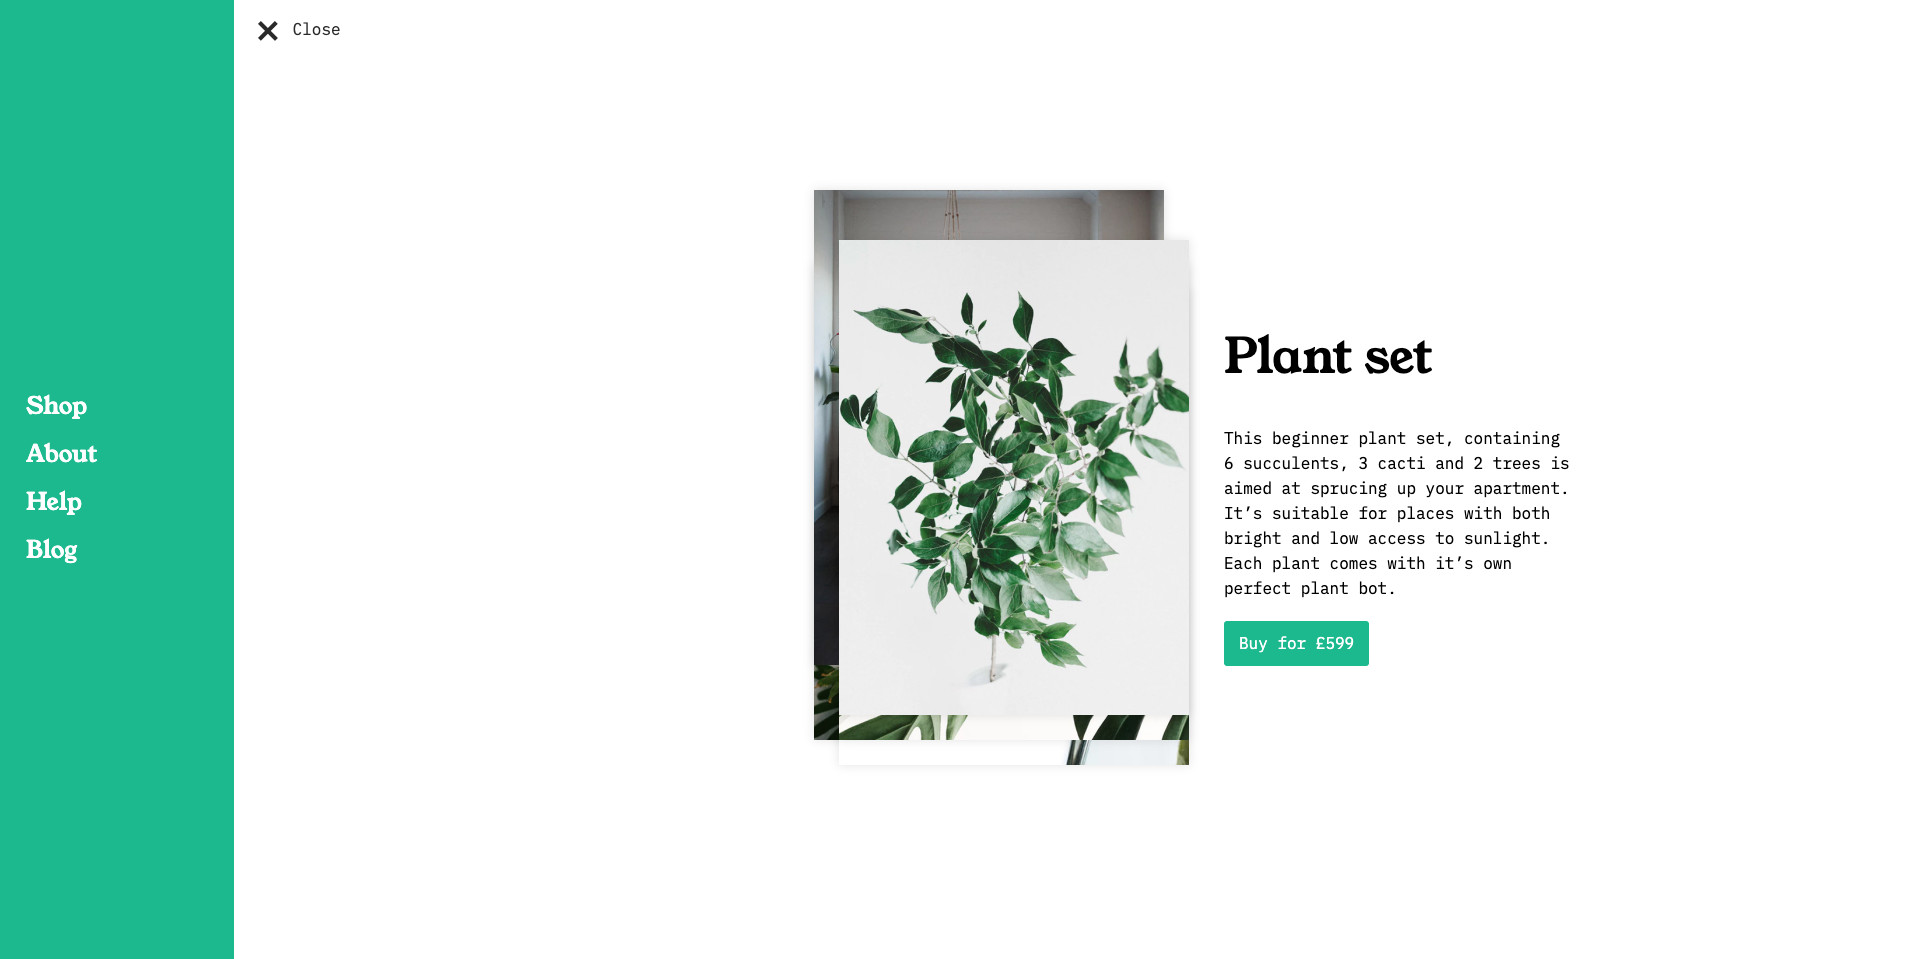 Close
Shop
About
Help
Blog
Plant set
This beginner plant set, containing
6 succulents, 3 cacti and 2 trees is
aimed at sprucing up your apartment.
It’s suitable for places with both
bright and low access to sunlight.
Each plant comes with it’s own
perfect plant bot.
Buy for £599